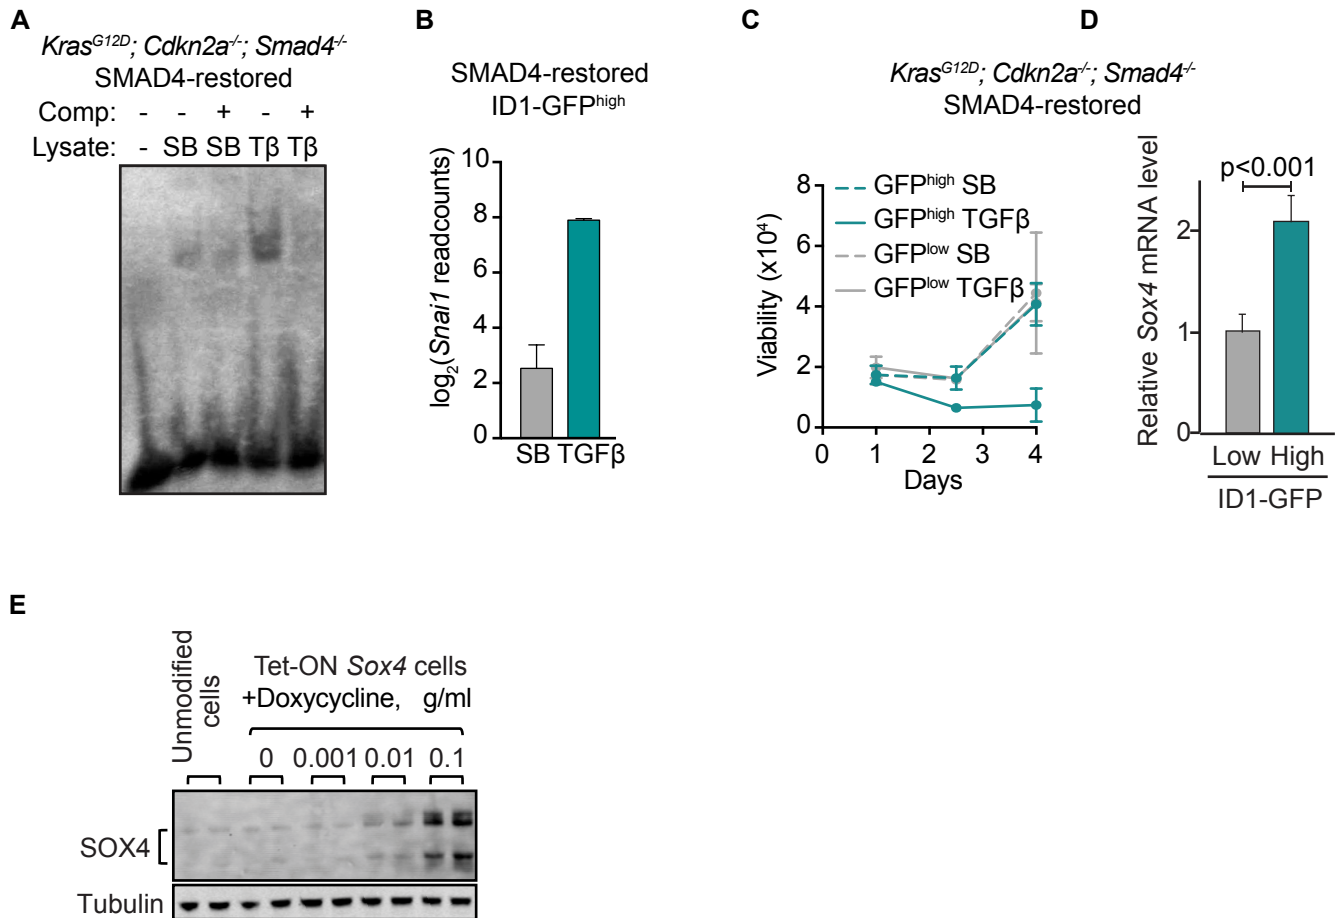 A
Kras^G12D; Cdkn2a^-/-; Smad4^-/-
SMAD4-restored
Comp: - - + - +
Lysate: - SB SB Tβ Tβ
B
SMAD4-restored
ID1-GFP^high
log₂(Snai1 readcounts)
10
8
6
4
2
0
SB TGFβ
C
Kras^G12D; Cdkn2a^-/-; Smad4^-/-
SMAD4-restored
Viability (x10⁴)
8
6
4
2
0
GFP^high SB
GFP^high TGFβ
GFP^low SB
GFP^low TGFβ
0 1 2 3 4
Days
D
p<0.001
Relative Sox4 mRNA level
2
1
0
Low High
ID1-GFP
E
Unmodified
cells
Tet-ON Sox4 cells
+Doxycycline, g/ml
0 0.001 0.01 0.1
SOX4
Tubulin